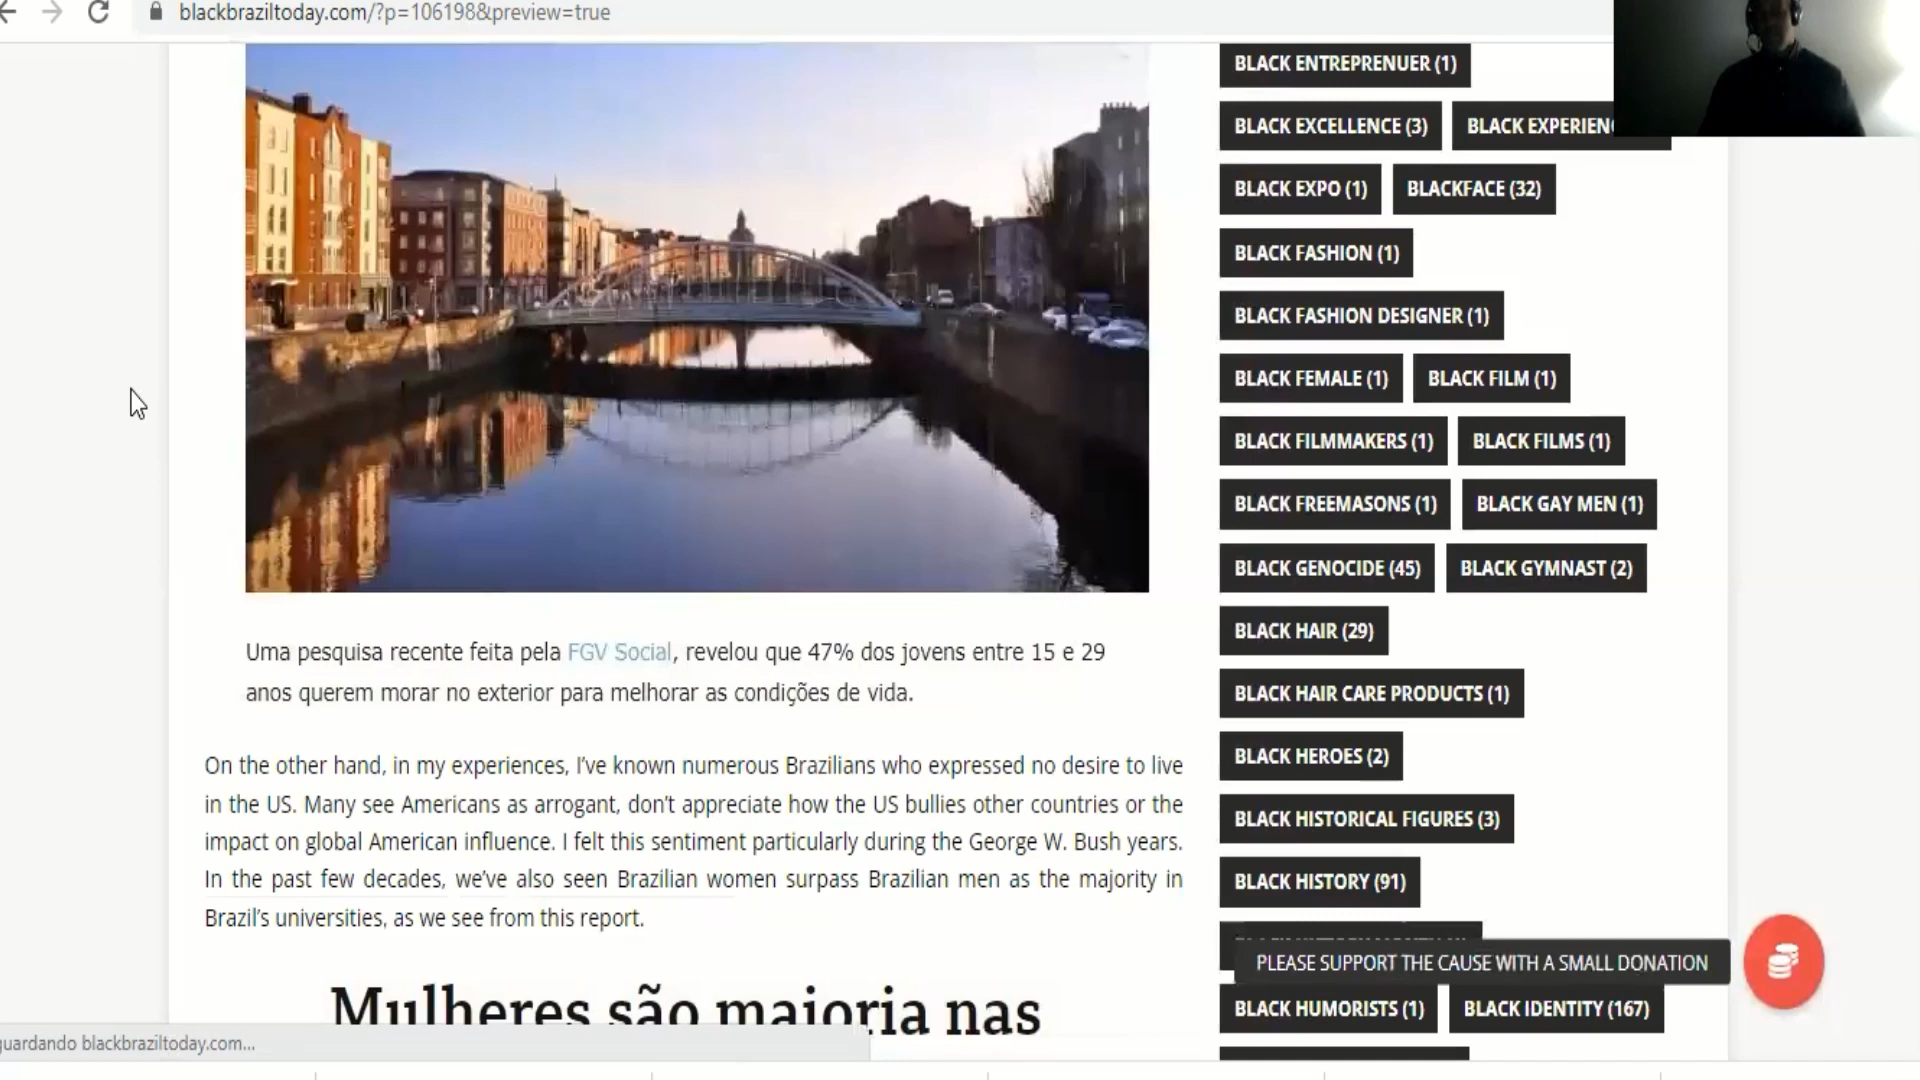 blackbraziltoday.com/?p=106198&preview=true
Uma pesquisa recente feita pela FGV Social, revelou que 47% dos jovens entre 15 e 29
anos querem morar no exterior para melhorar as condições de vida.
On the other hand, in my experiences, I've known numerous Brazilians who expressed no desire to live
in the US. Many see Americans as arrogant, don't appreciate how the US bullies other countries or the
impact on global American influence. I felt this sentiment particularly during the George W. Bush years.
In the past few decades, we've also seen Brazilian women surpass Brazilian men as the majority in
Brazil's universities, as we see from this report.
Mulheres são maioria nas
BLACK ENTREPRENUER (1)
BLACK EXCELLENCE (3)
BLACK EXPERIENC
BLACK EXPO (1)
BLACKFACE (32)
BLACK FASHION (1)
BLACK FASHION DESIGNER (1)
BLACK FEMALE (1)
BLACK FILM (1)
BLACK FILMMAKERS (1)
BLACK FILMS (1)
BLACK FREEMASONS (1)
BLACK GAY MEN (1)
BLACK GENOCIDE (45)
BLACK GYMNAST (2)
BLACK HAIR (29)
BLACK HAIR CARE PRODUCTS (1)
BLACK HEROES (2)
BLACK HISTORICAL FIGURES (3)
BLACK HISTORY (91)
PLEASE SUPPORT THE CAUSE WITH A SMALL DONATION
BLACK HUMORISTS (1)
BLACK IDENTITY (167)
guardando blackbraziltoday.com...